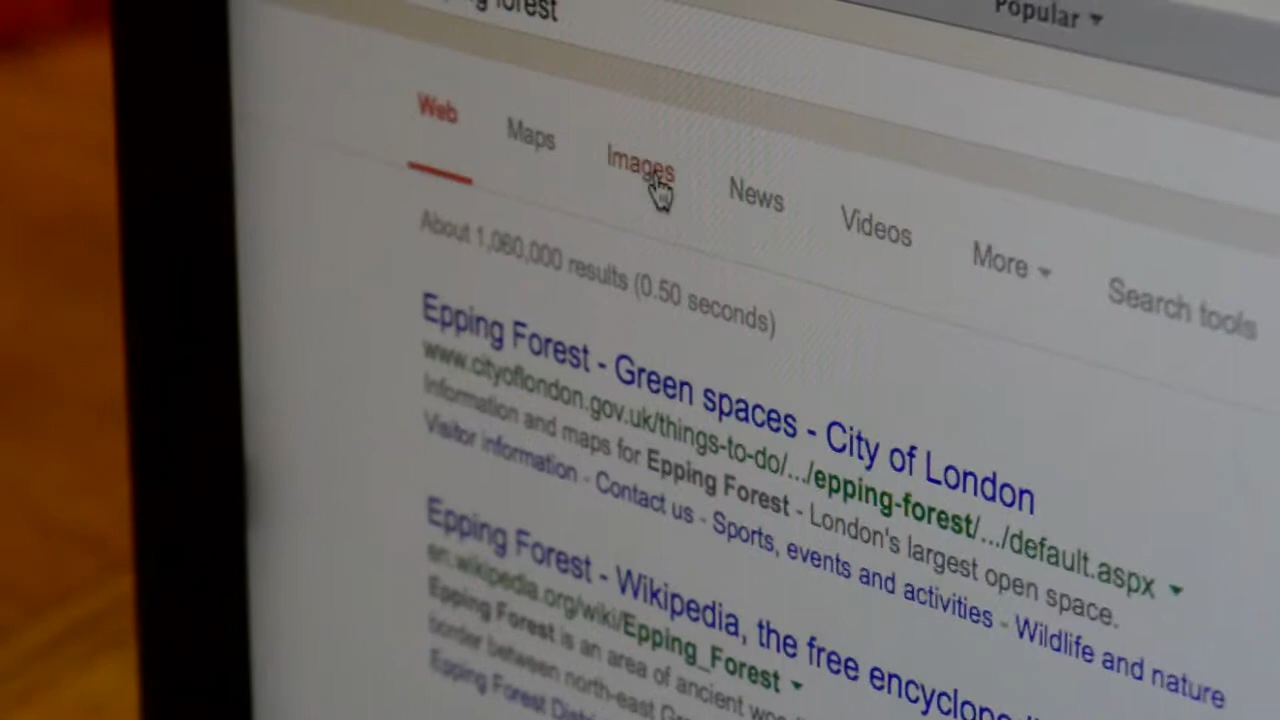 forest
Popular
Web Maps Images News Videos More Search tools
About 1,060,000 results (0.50 seconds)
Epping Forest - Green spaces - City of London
www.cityoflondon.gov.uk/things-to-do/.../epping-forest/.../default.aspx
Information and maps for Epping Forest - London's largest open space.
Visitor information - Contact us - Sports, events and activities - Wildlife and nature
Epping Forest - Wikipedia, the free
en.wikipedia.org/wiki/Epping_Forest
Epping Forest is an area of ancient
border between north-east
Epping Forest